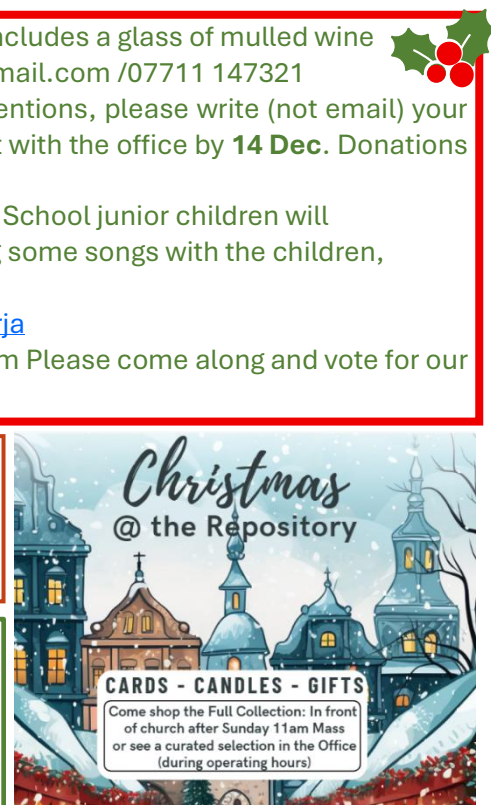 ncludes a glass of mulled wine
mail.com /07711 147321
entions, please write (not email) your
t with the office by 14 Dec. Donations
School junior children will
g some songs with the children,
rja
m Please come along and vote for our
Christmas
@ the Repository
CARDS - CANDLES - GIFTS
Come shop the Full Collection: In front
of church after Sunday 11am Mass
or see a curated selection in the Office
(during operating hours)